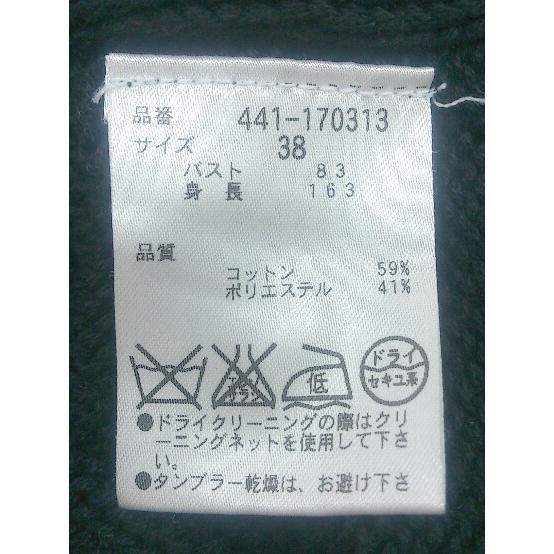 品番 441-170313
サイズ 38
バスト 83
身長 163
品質
コットン 59%
ポリエステル 41%
低
ドライ
セキユ系
●ドライクリーニングの際はクリ
ーニングネットを使用して下さ
い。
●タンブラー乾燥は、お避け下さ